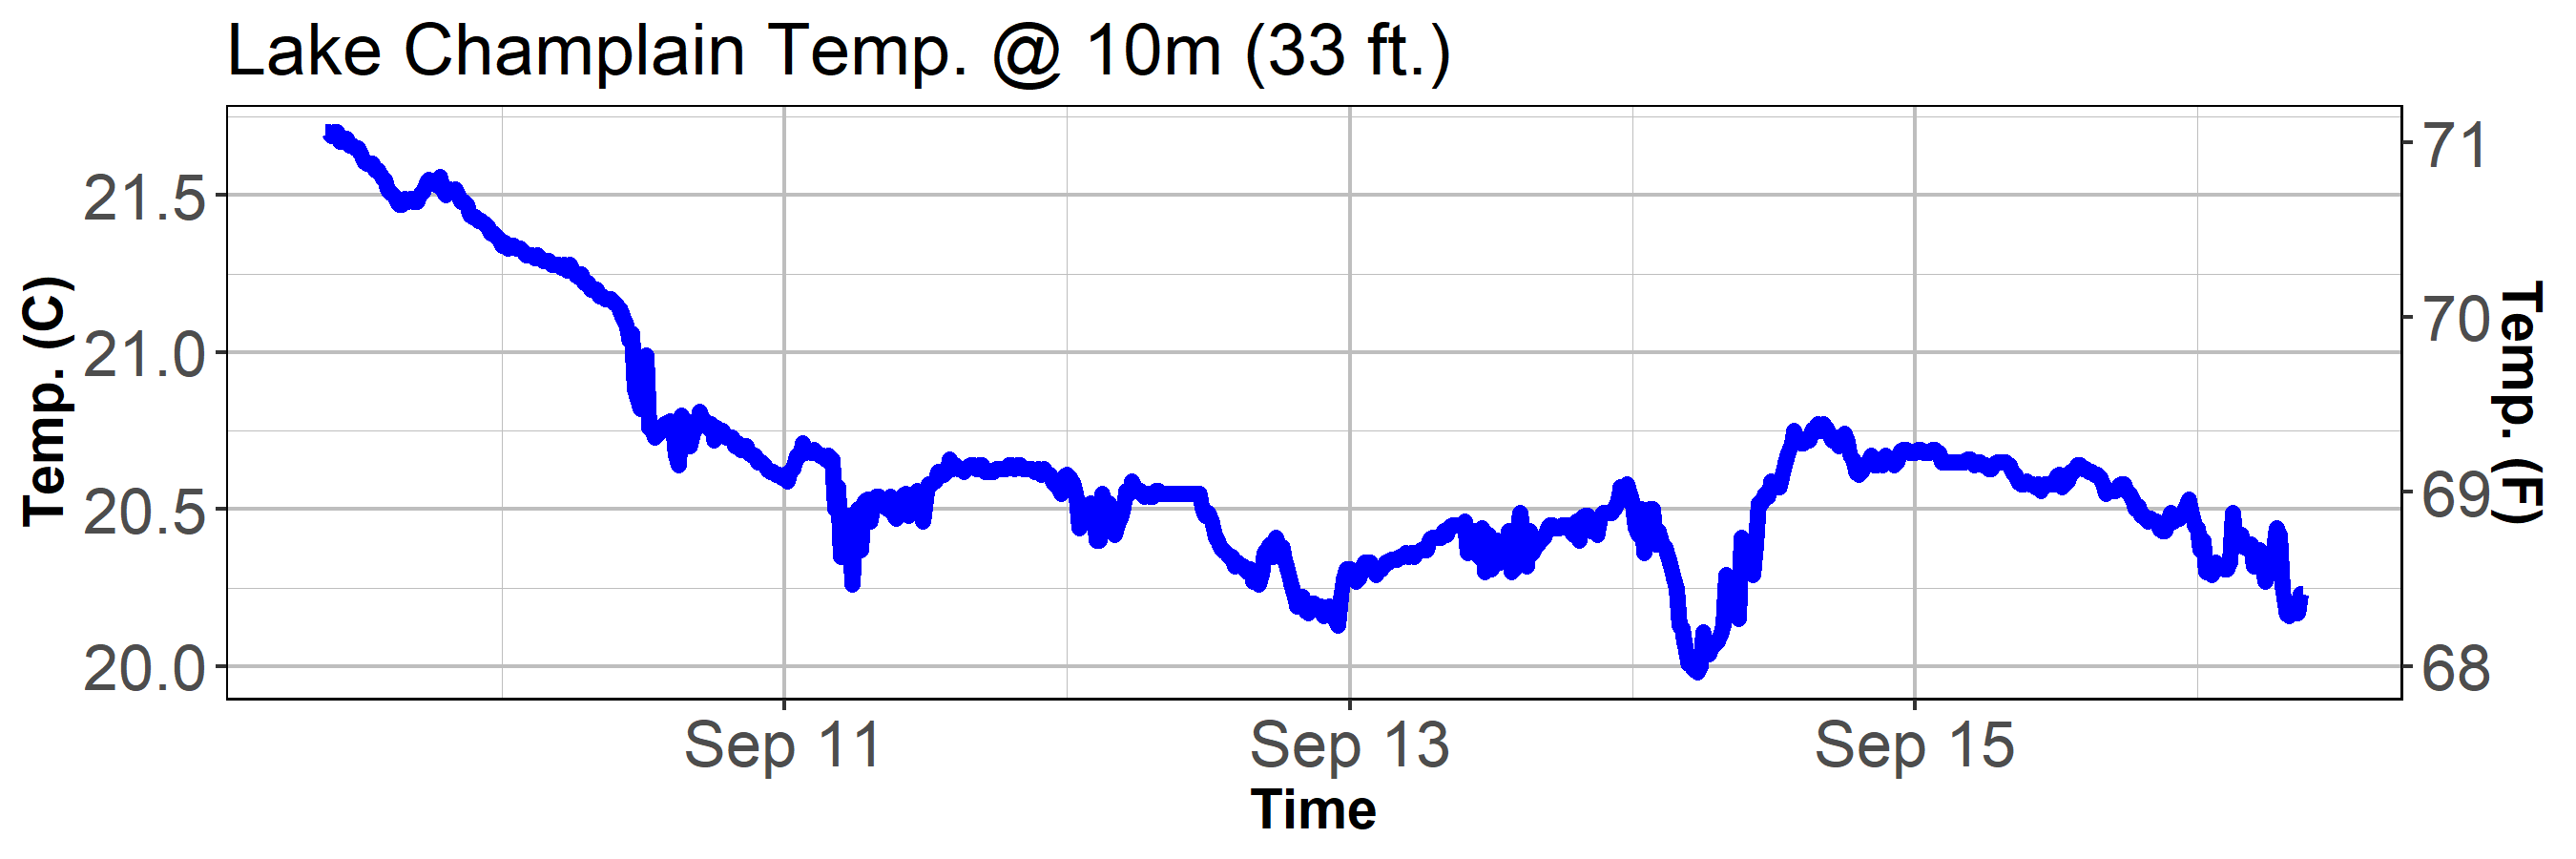 Lake Champlain Temp. @ 10m (33 ft.)
Temp. (C)
21.5
21.0
20.5
20.0
71
70
69
68
Temp. (F)
Sep 11
Sep 13
Sep 15
Time